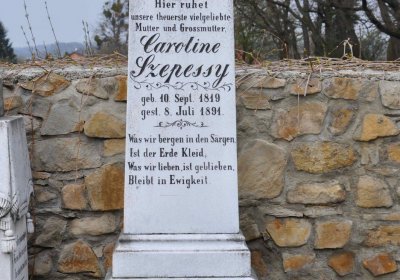 Hier ruhet
unsere theuerste vielgeliebte
Mutter und Grossmutter,
Caroline
Szepessy
geb. 10. Sept. 1819
gest. 8. Juli 1891.
Was wir bergen in den Särgen,
Ist der Erde Kleid,
Was wir lieben, ist geblieben,
Bleibt in Ewigkeit.